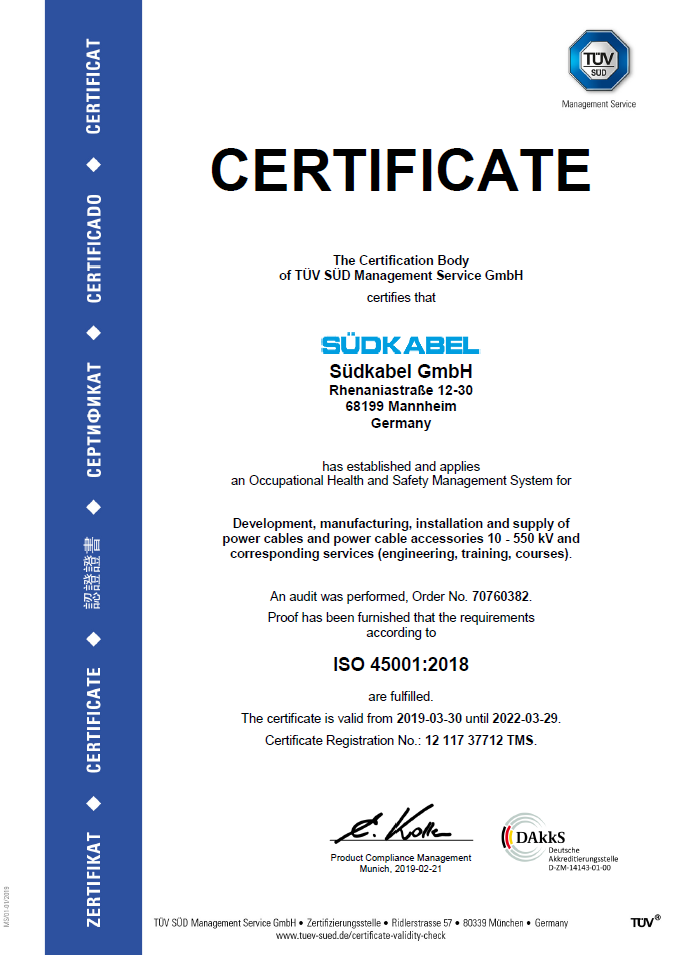 TÜV
SÜD
Management Service
CERTIFICATE
The Certification Body
of TÜV SÜD Management Service GmbH
certifies that
SÜDKABEL
Südkabel GmbH
Rhenaniastraße 12-30
68199 Mannheim
Germany
has established and applies
an Occupational Health and Safety Management System for
Development, manufacturing, installation and supply of
power cables and power cable accessories 10 - 550 kV and
corresponding services (engineering, training, courses).
An audit was performed, Order No. 70760382.
Proof has been furnished that the requirements
according to
ISO 45001:2018
are fulfilled.
The certificate is valid from 2019-03-30 until 2022-03-29.
Certificate Registration No.: 12 117 37712 TMS.
E. Kolle
Product Compliance Management
Munich, 2019-02-21
DAkkS
Deutsche
Akkreditierungsstelle
D-ZM-14143-01-00
TÜV SÜD Management Service GmbH • Zertifizierungsstelle • Ridlerstrasse 57 • 80339 München • Germany
www.tuev-sued.de/certificate-validity-check
TÜV®
ZERTIFIKAT ◆ CERTIFICATE ◆ 認證證書 ◆ СЕРТИФИКАТ ◆ CERTIFICADO ◆ CERTIFICAT
MS/01-01/2019